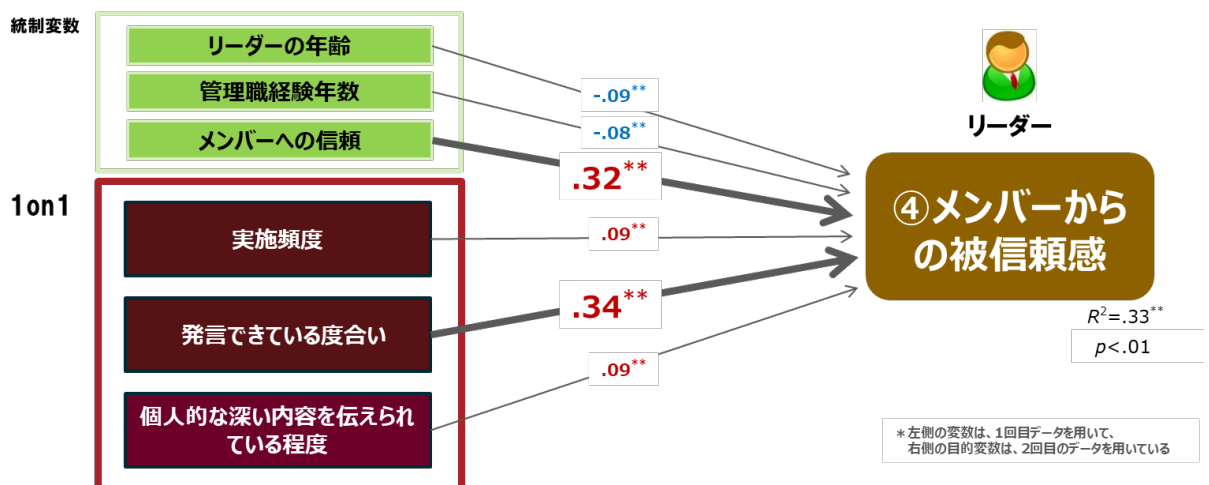 統制変数
リーダーの年齢
管理職経験年数
メンバーへの信頼
1on1
実施頻度
発言できている度合い
個人的な深い内容を伝えられ
ている程度
-.09**
-.08**
.32**
.09**
.34**
.09**
リーダー
④メンバーから
の被信頼感
R²=.33**
p<.01
＊左側の変数は、1回目データを用いて、
右側の目的変数は、2回目のデータを用いている